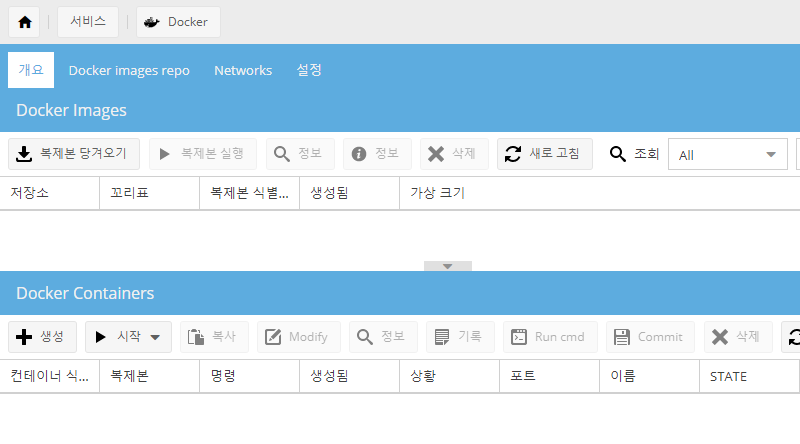 서비스 Docker
개요 Docker images repo Networks 설정
Docker Images
복제본 당겨오기 복제본 실행 정보 정보 삭제 새로 고침 조회 All
저장소 꼬리표 복제본 식별... 생성됨 가상 크기
Docker Containers
생성 시작 복사 Modify 정보 기록 Run cmd Commit 삭제
컨테이너 식... 복제본 명령 생성됨 상황 포트 이름 STATE